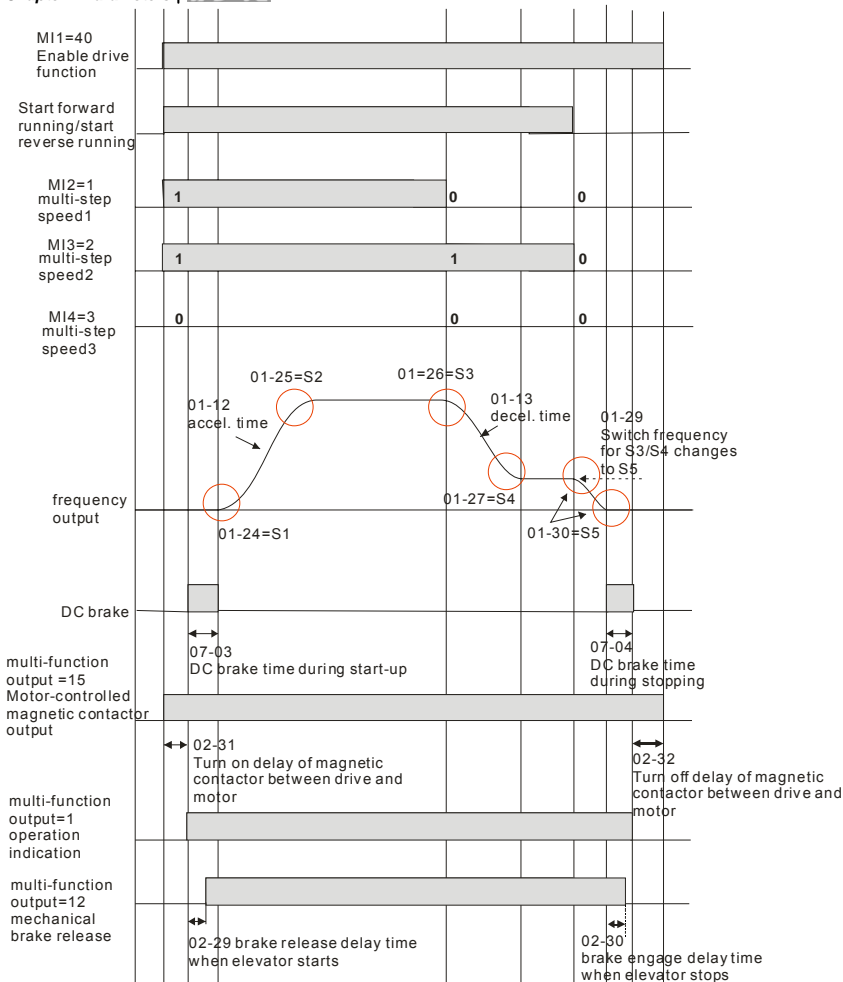 MI1=40
Enable drive
function
Start forward
running/start
reverse running
MI2=1
multi-step
speed1
1
0
0
MI3=2
multi-step
speed2
1
1
0
MI4=3
multi-step
speed3
0
0
0
01-25=S2
01=26=S3
01-12
accel. time
01-13
decel. time
01-29
Switch frequency
for S3/S4 changes
to S5
frequency
output
01-27=S4
01-24=S1
01-30=S5
DC brake
07-03
DC brake time during start-up
07-04
DC brake time
during stopping
multi-function
output =15
Motor-controlled
magnetic contactor
output
02-31
Turn on delay of magnetic
contactor between drive and
motor
02-32
Turn off delay of magnetic
contactor between drive and
motor
multi-function
output=1
operation
indication
multi-function
output=12
mechanical
brake release
02-29 brake release delay time
when elevator starts
02-30
brake engage delay time
when elevator stops